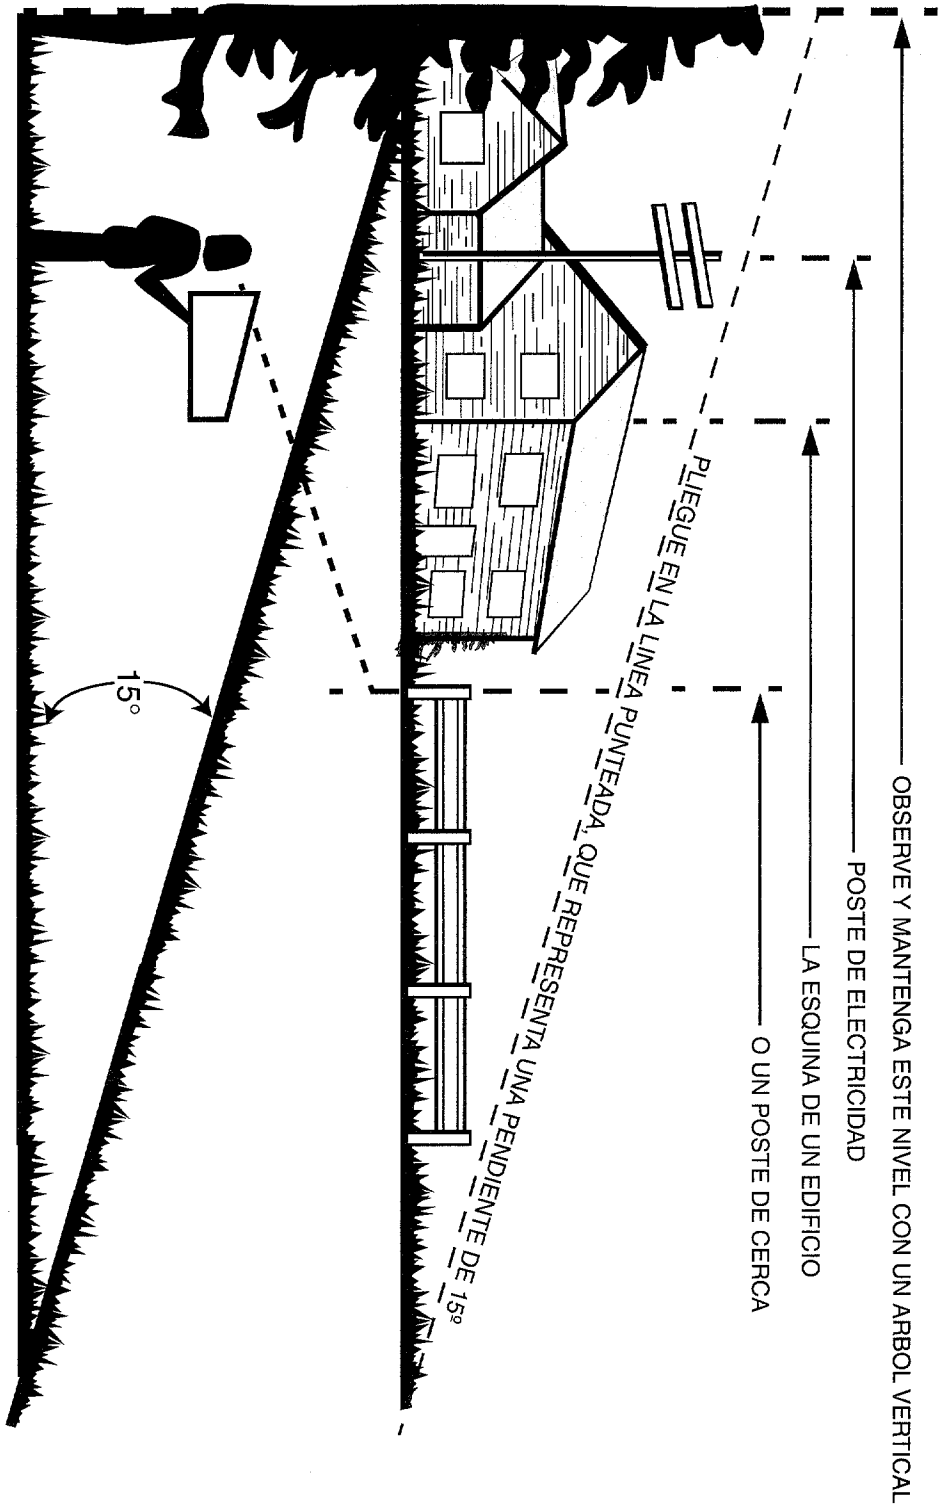 OBSERVE Y MANTENGA ESTE NIVEL CON UN ARBOL VERTICAL
POSTE DE ELECTRICIDAD
LA ESQUINA DE UN EDIFICIO
O UN POSTE DE CERCA
PLIEGUE EN LA LINEA PUNTEADA, QUE REPRESENTA UNA PENDIENTE DE 15º
15°